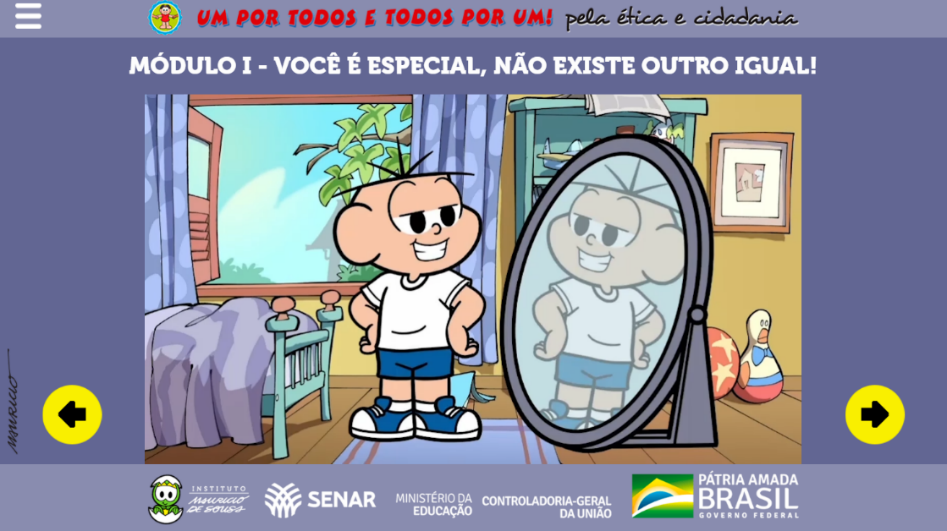 UM POR TODOS E TODOS POR UM! pela ética e cidadania
MÓDULO I - VOCÊ É ESPECIAL, NÃO EXISTE OUTRO IGUAL!
MAURICIO
INSTITUTO
MAURICIO
DE SOUSA
SENAR
MINISTÉRIO DA
EDUCAÇÃO
CONTROLADORIA-GERAL
DA UNIÃO
PÁTRIA AMADA
BRASIL
GOVERNO FEDERAL